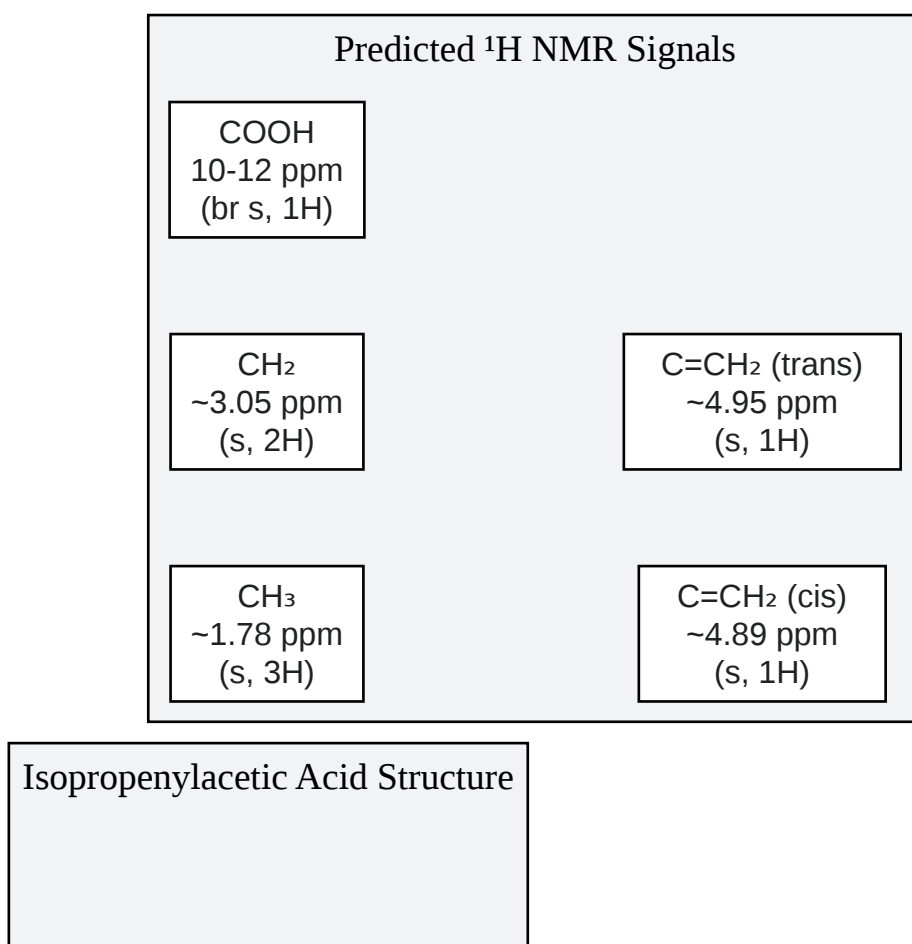 Predicted ¹H NMR Signals
COOH
10-12 ppm
(br s, 1H)
CH₂
~3.05 ppm
(s, 2H)
C=CH₂ (trans)
~4.95 ppm
(s, 1H)
CH₃
~1.78 ppm
(s, 3H)
C=CH₂ (cis)
~4.89 ppm
(s, 1H)
Isopropenylacetic Acid Structure